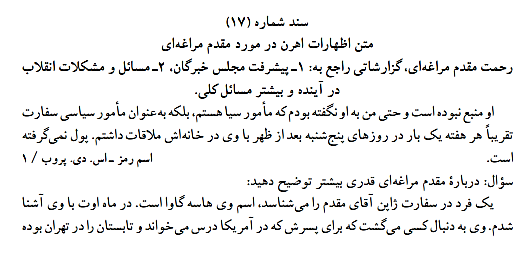 سند شماره (۱۷)
متن اظهارات اهرن در مورد مقدم مراغه‌ای
رحمت مقدم مراغه‌ای، گزارشاتی راجع به: ۱ـ پیشرفت مجلس خبرگان، ۲ـ مسائل و مشکلات انقلاب
در آینده و بیشتر مسائل کلی.
او منبع نبوده است و حتی من به او نگفته بودم که مأمور سیا هستم، بلکه به‌عنوان مأمور سیاسی سفارت
تقریباً هر هفته یک بار در روزهای پنج‌شنبه بعد از ظهر با وی در خانه‌اش ملاقات داشتم. پول نمی‌گرفته
است. اسم رمز ـ اس. دی. پروب / ۱
سؤال: دربارهٔ مقدم مراغه‌ای قدری بیشتر توضیح دهید:
یک فرد در سفارت ژاپن آقای مقدم را می‌شناسد، اسم وی هاسه گاوا است. در ماه اوت با وی آشنا
شدم. وی به دنبال کسی می‌گشت که برای پسرش که در آمریکا درس می‌خواند و تابستان را در تهران بوده